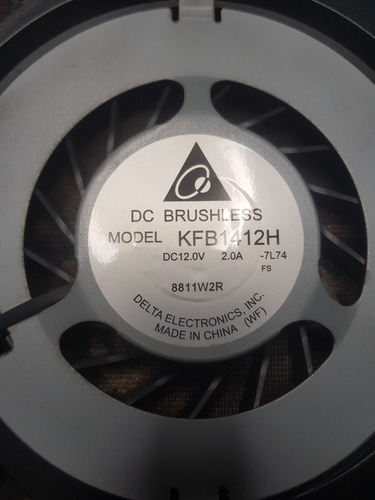 DC BRUSHLESS
MODEL KFB1412H
DC12.0V 2.0A -7L74
FS
8811W2R
DELTA ELECTRONICS, INC.
MADE IN CHINA (WF)